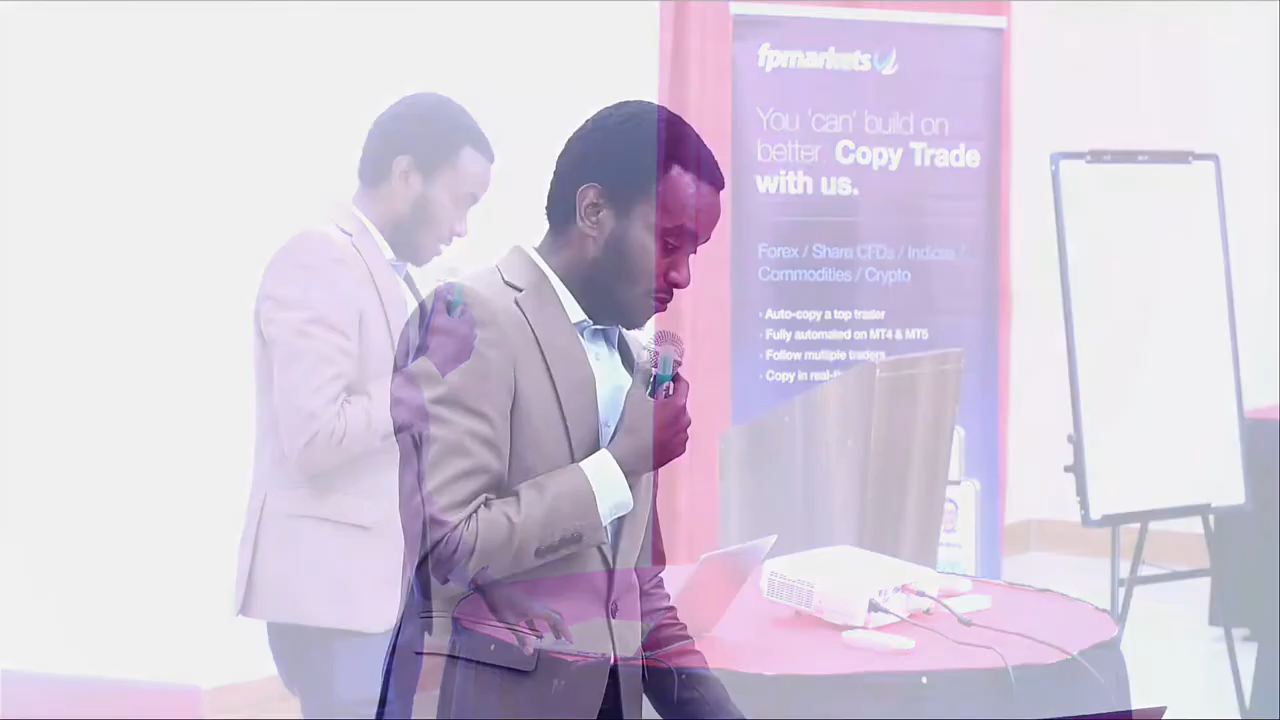 fpmarkets
You 'can' build on
better. Copy Trade
with us.
Forex / Share CFDs / Indices /
Commodities / Crypto
› Auto-copy a top trader
› Fully automated on MT4 & MT5
› Follow multiple traders
› Copy in real-